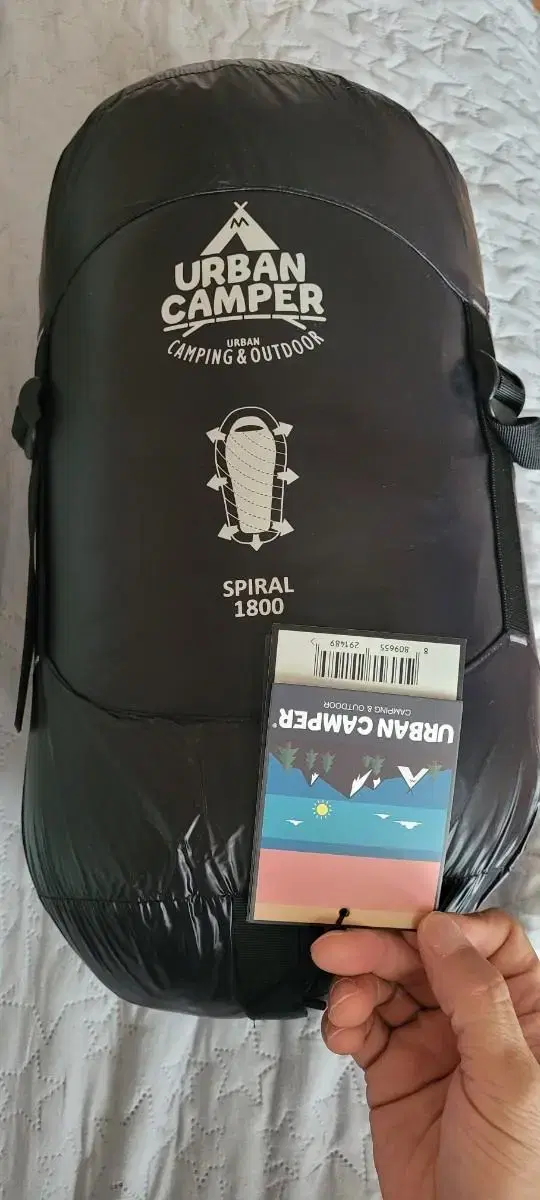 URBAN
CAMPER
URBAN
CAMPING & OUTDOOR
SPIRAL
1800
8 809655 291489 >
URBAN CAMPER®
CAMPING & OUTDOOR